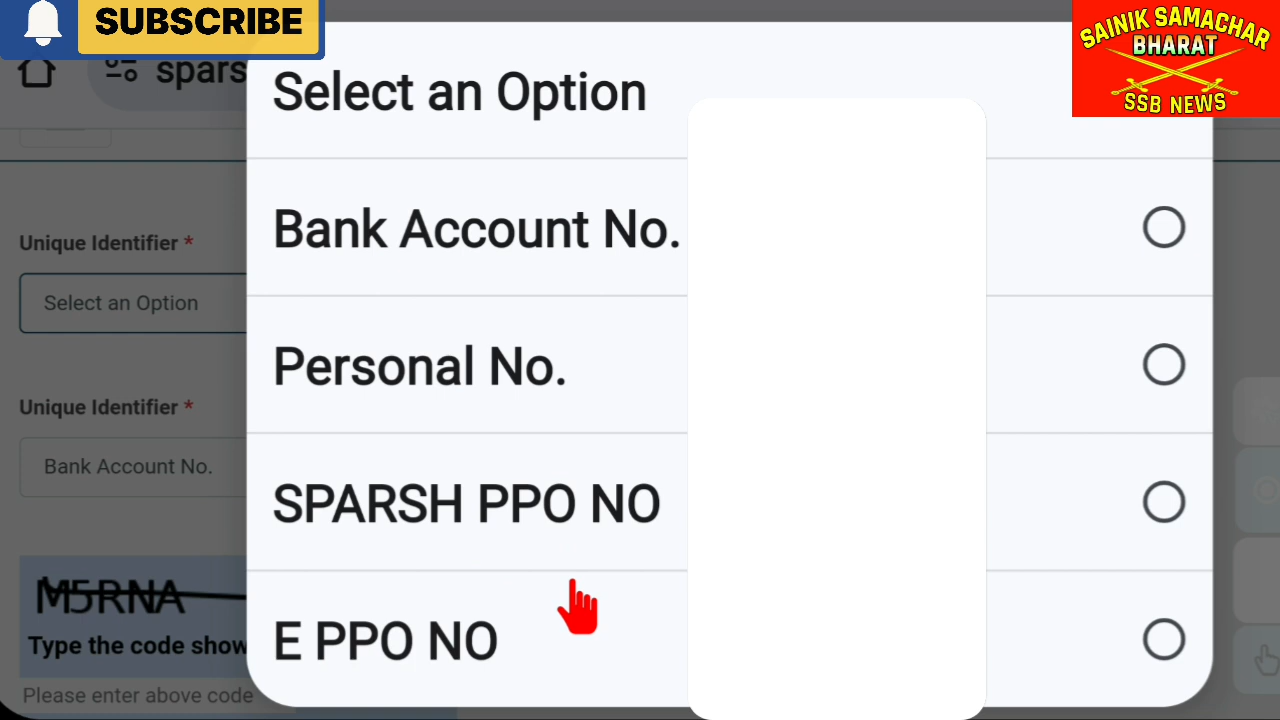 SUBSCRIBE
SAINIK SAMACHAR
BHARAT
SSB NEWS
spars
Select an Option
Bank Account No.
Personal No.
SPARSH PPO NO
E PPO NO
Unique Identifier *
Select an Option
Unique Identifier *
Bank Account No.
M5RNA
Type the code show
Please enter above code